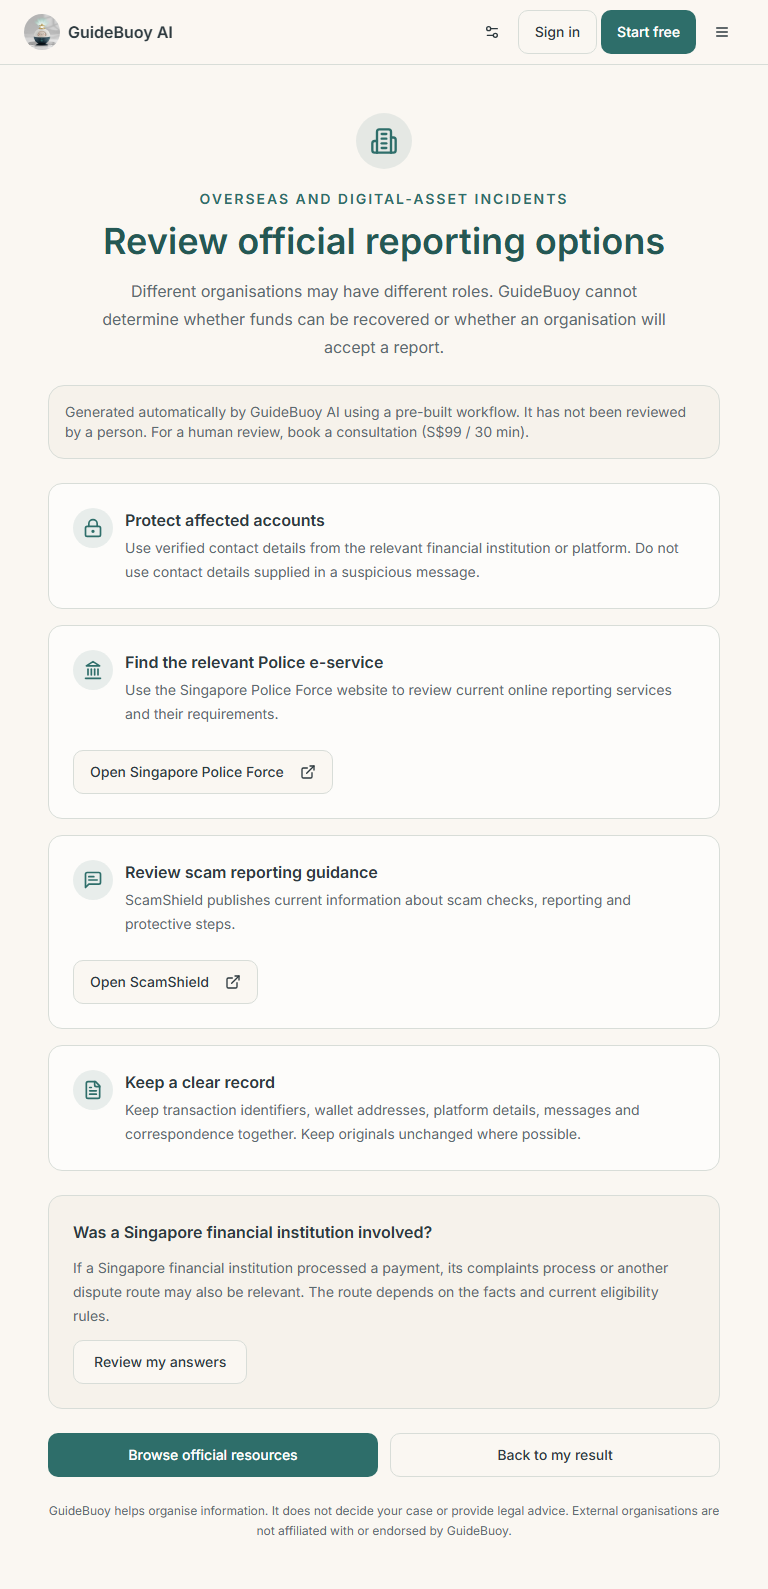 GuideBuoy AI
Sign in
Start free
OVERSEAS AND DIGITAL-ASSET INCIDENTS
Review official reporting options
Different organisations may have different roles. GuideBuoy cannot
determine whether funds can be recovered or whether an organisation will
accept a report.
Generated automatically by GuideBuoy AI using a pre-built workflow. It has not been reviewed
by a person. For a human review, book a consultation (S$99 / 30 min).
Protect affected accounts
Use verified contact details from the relevant financial institution or platform. Do not
use contact details supplied in a suspicious message.
Find the relevant Police e-service
Use the Singapore Police Force website to review current online reporting services
and their requirements.
Open Singapore Police Force
Review scam reporting guidance
ScamShield publishes current information about scam checks, reporting and
protective steps.
Open ScamShield
Keep a clear record
Keep transaction identifiers, wallet addresses, platform details, messages and
correspondence together. Keep originals unchanged where possible.
Was a Singapore financial institution involved?
If a Singapore financial institution processed a payment, its complaints process or another
dispute route may also be relevant. The route depends on the facts and current eligibility
rules.
Review my answers
Browse official resources
Back to my result
GuideBuoy helps organise information. It does not decide your case or provide legal advice. External organisations are
not affiliated with or endorsed by GuideBuoy.